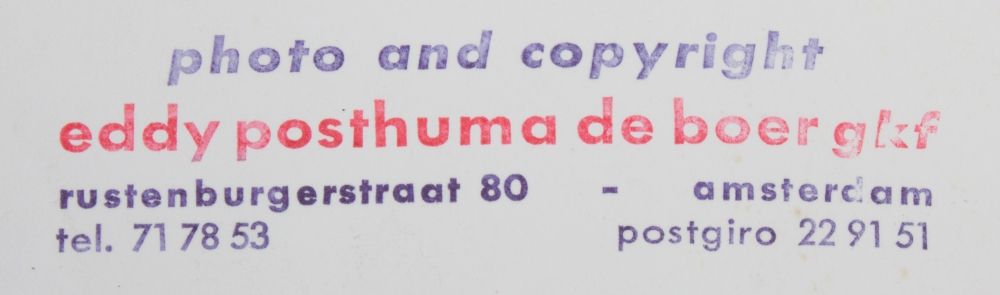 photo and copyright
eddy posthuma de boer gkf
rustenburgerstraat 80 - amsterdam
tel. 71 78 53 postgiro 22 91 51